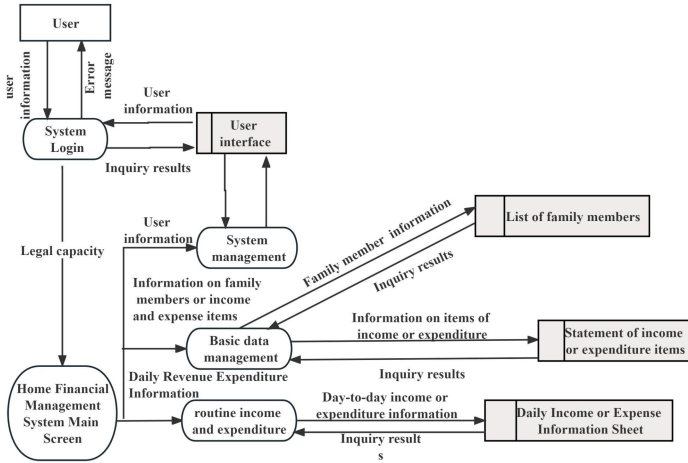 User
user
information
Error
message
User
information
System
Login
User
interface
Inquiry results
User
information
System
management
Legal capacity
Family member information
Inquiry results
List of family members
Information on family
members or income
and expense items
Basic data
management
Information on items of
income or expenditure
Inquiry results
Statement of income
or expenditure items
Home Financial
Management
System Main
Screen
Daily Revenue Expenditure
Information
routine income
and expenditure
Day-to-day income or
expenditure information
Inquiry result
s
Daily Income or Expense
Information Sheet